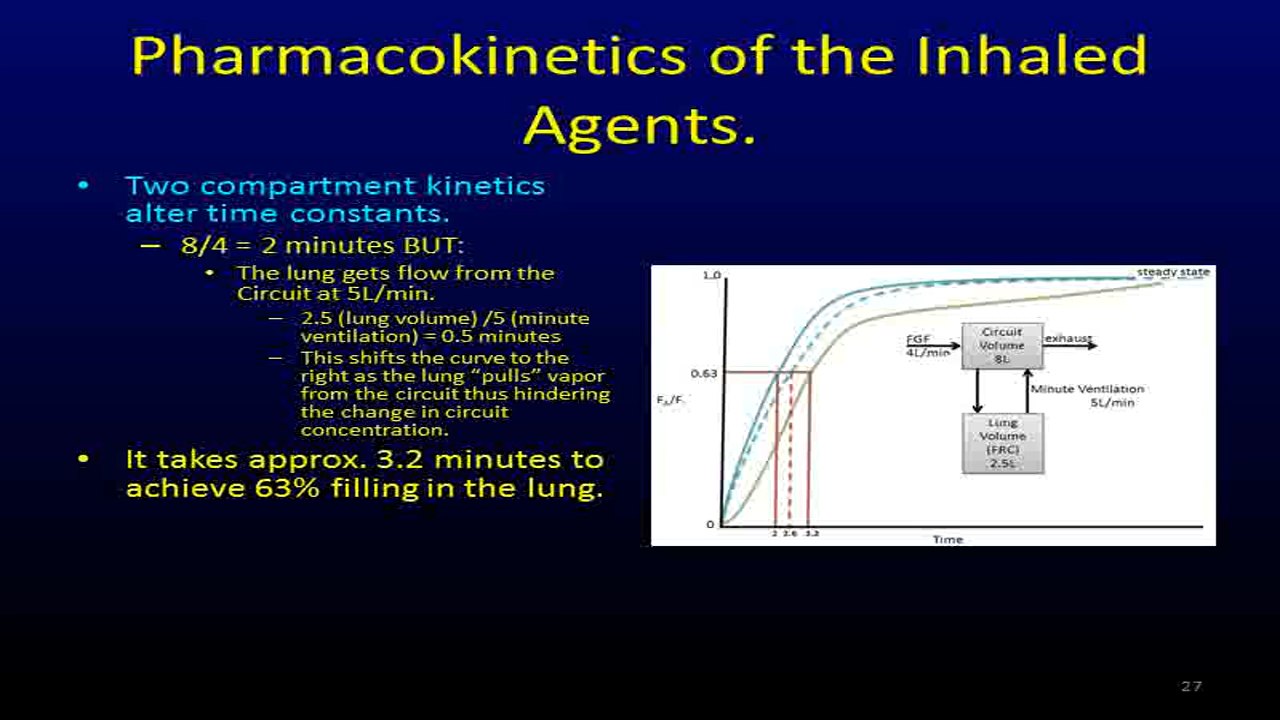 Pharmacokinetics of the Inhaled
Agents.
• Two compartment kinetics
alter time constants.
– 8/4 = 2 minutes BUT:
• The lung gets flow from the
Circuit at 5L/min.
– 2.5 (lung volume) /5 (minute
ventilation) = 0.5 minutes
– This shifts the curve to the
right as the lung “pulls” vapor
from the circuit thus hindering
the change in circuit
concentration.
• It takes approx. 3.2 minutes to
achieve 63% filling in the lung.
1.0
steady state
FGF
4L/min
Circuit
Volume
8L
exhaust
0.63
Minute Ventilation
5L/min
Lung
Volume
(FRC)
2.5L
0
2 2.6 3.2
Time
27